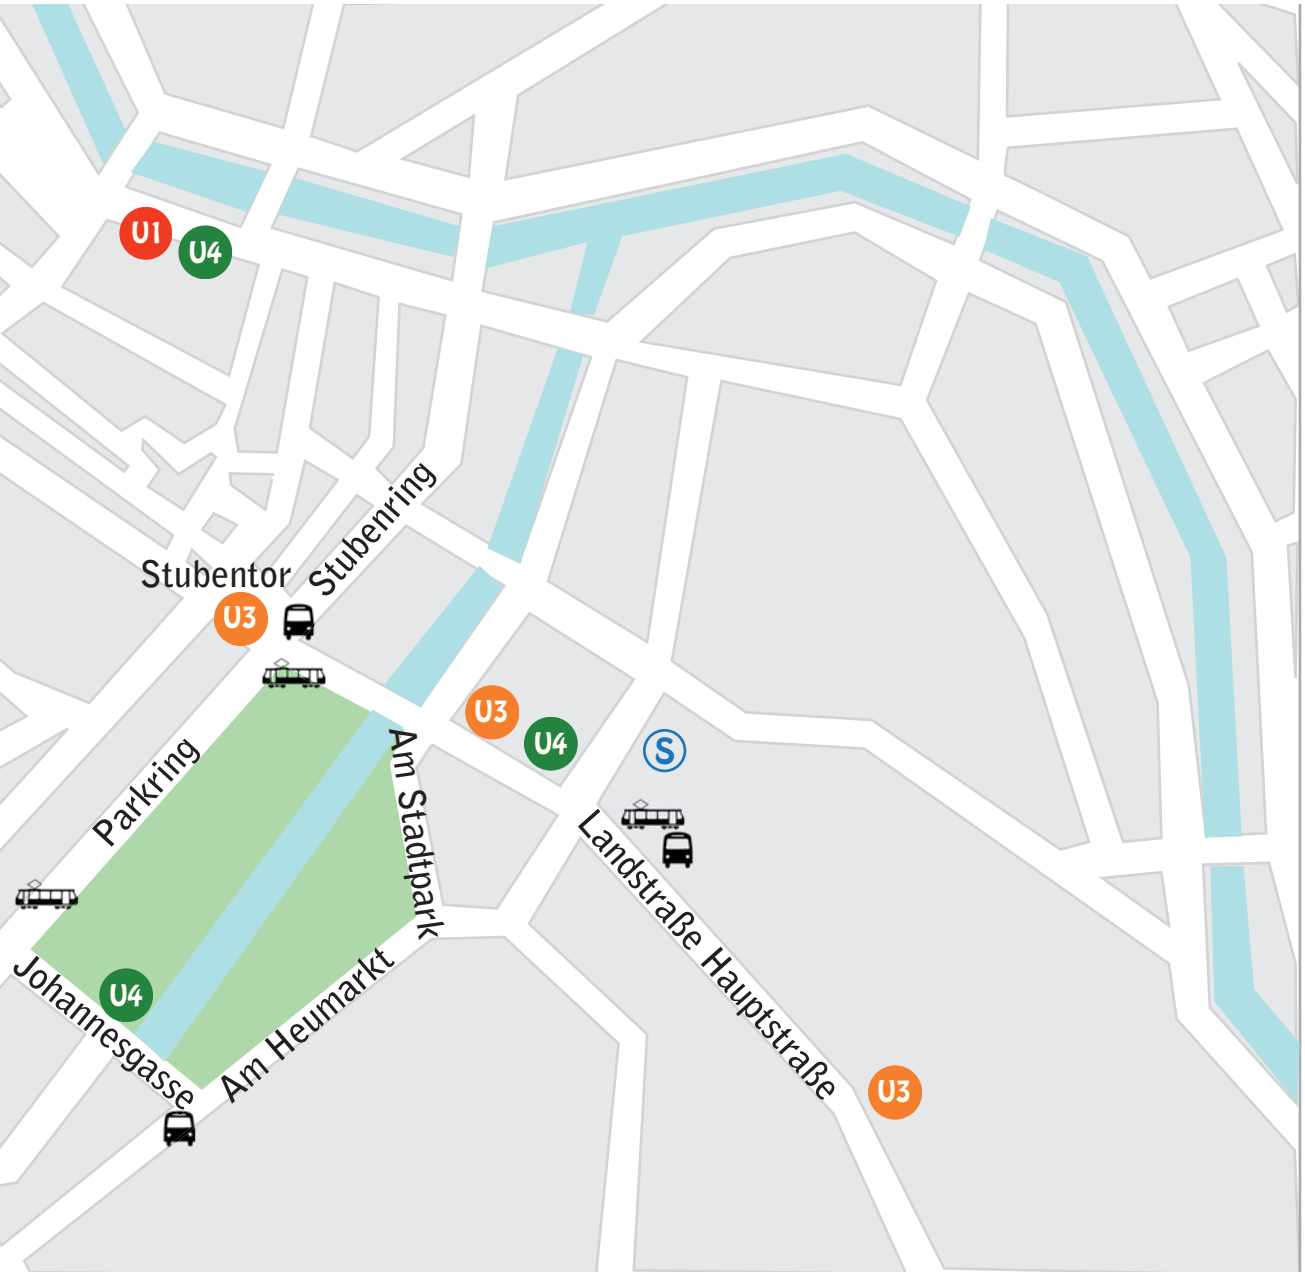 U1
U4
Stubenring
Stubentor
U3
U3
U4
S
Parkring
Am Stadtpark
Landstraße Hauptstraße
U4
Johannesgasse
Am Heumarkt
U3